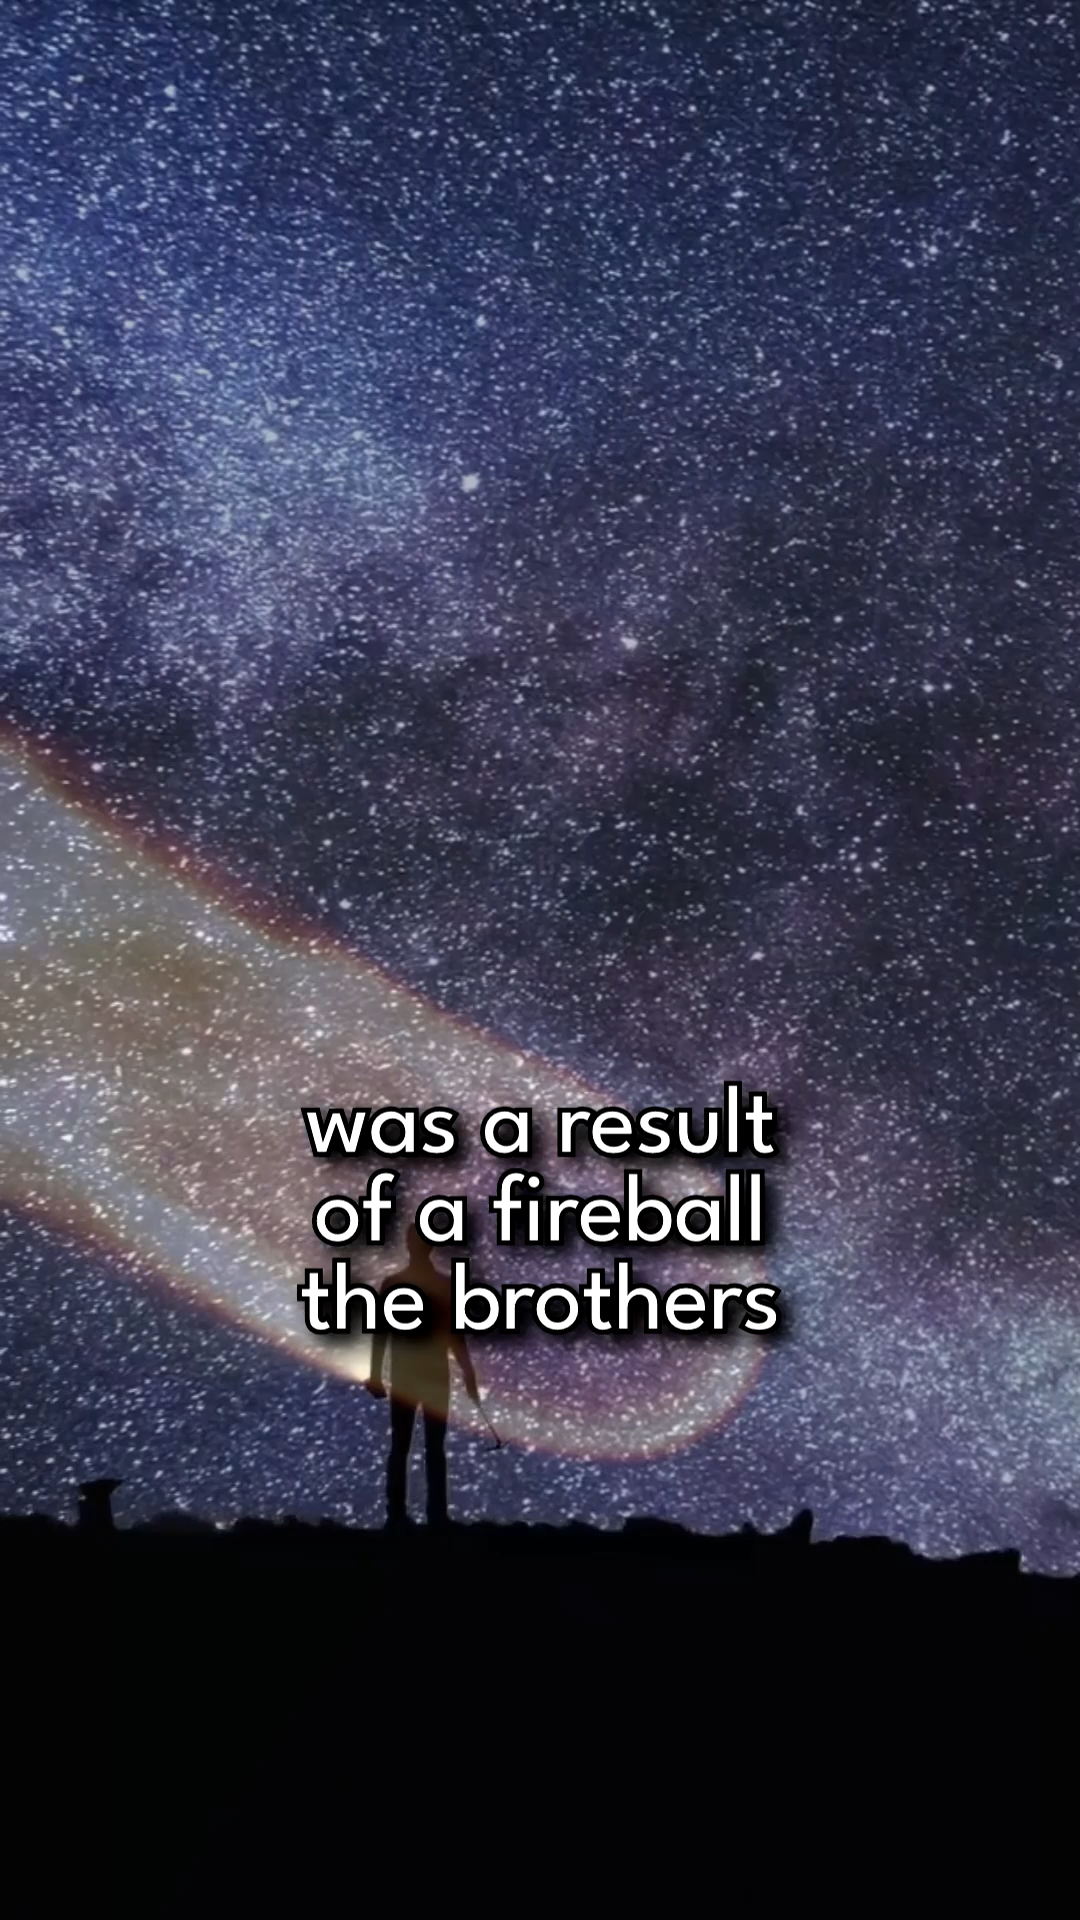 was a result
of a fireball
the brothers